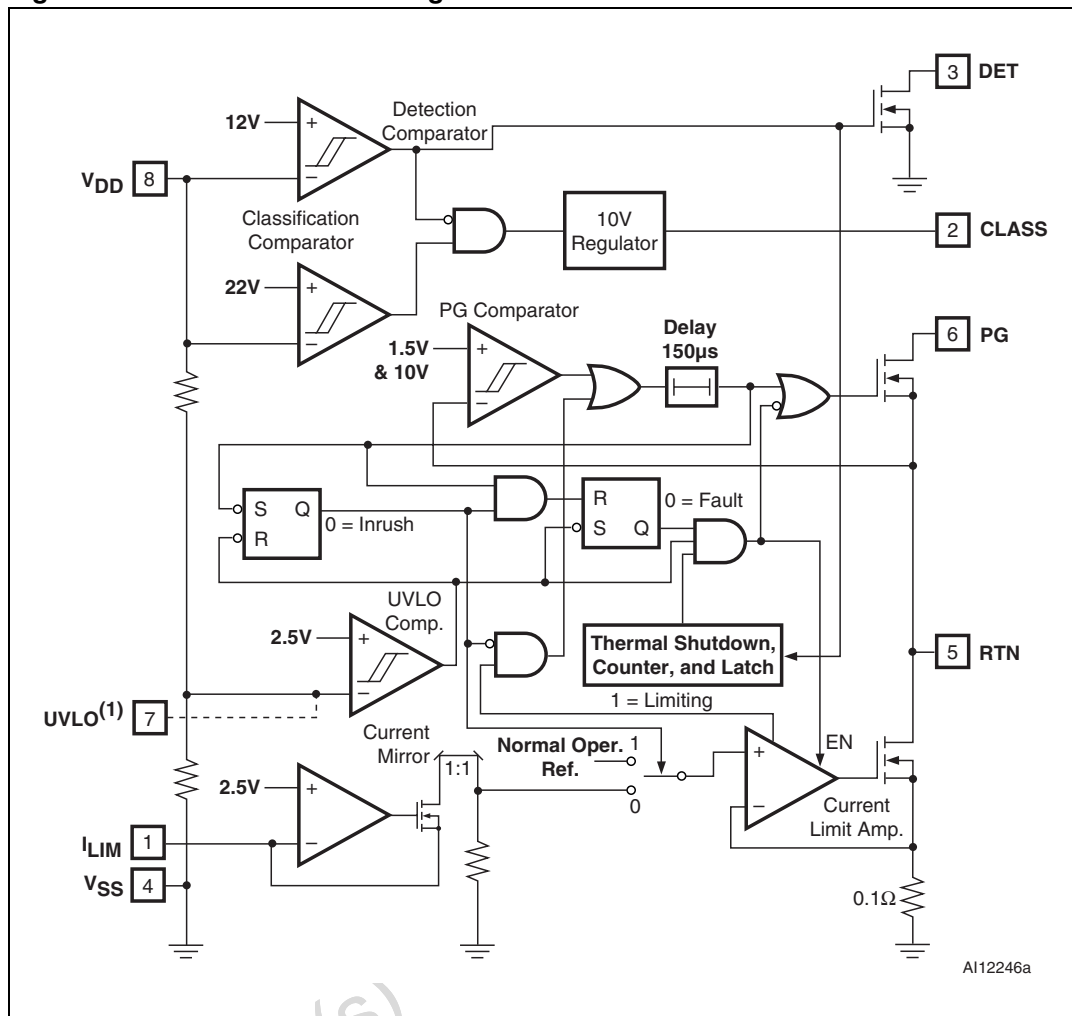 3 DET
Detection
Comparator
12V
+
−
VDD 8
Classification
Comparator
10V
Regulator
2 CLASS
22V
+
−
PG Comparator
1.5V
& 10V
+
−
Delay
150µs
6 PG
S Q
R
0 = Inrush
R
S Q
0 = Fault
UVLO
Comp.
2.5V
+
−
Thermal Shutdown,
Counter, and Latch
5 RTN
1 = Limiting
UVLO(1) 7
Current
Mirror
1:1
Normal Oper.
Ref.
1
0
+
−
EN
Current
Limit Amp.
2.5V
+
−
ILIM 1
VSS 4
0.1Ω
AI12246a